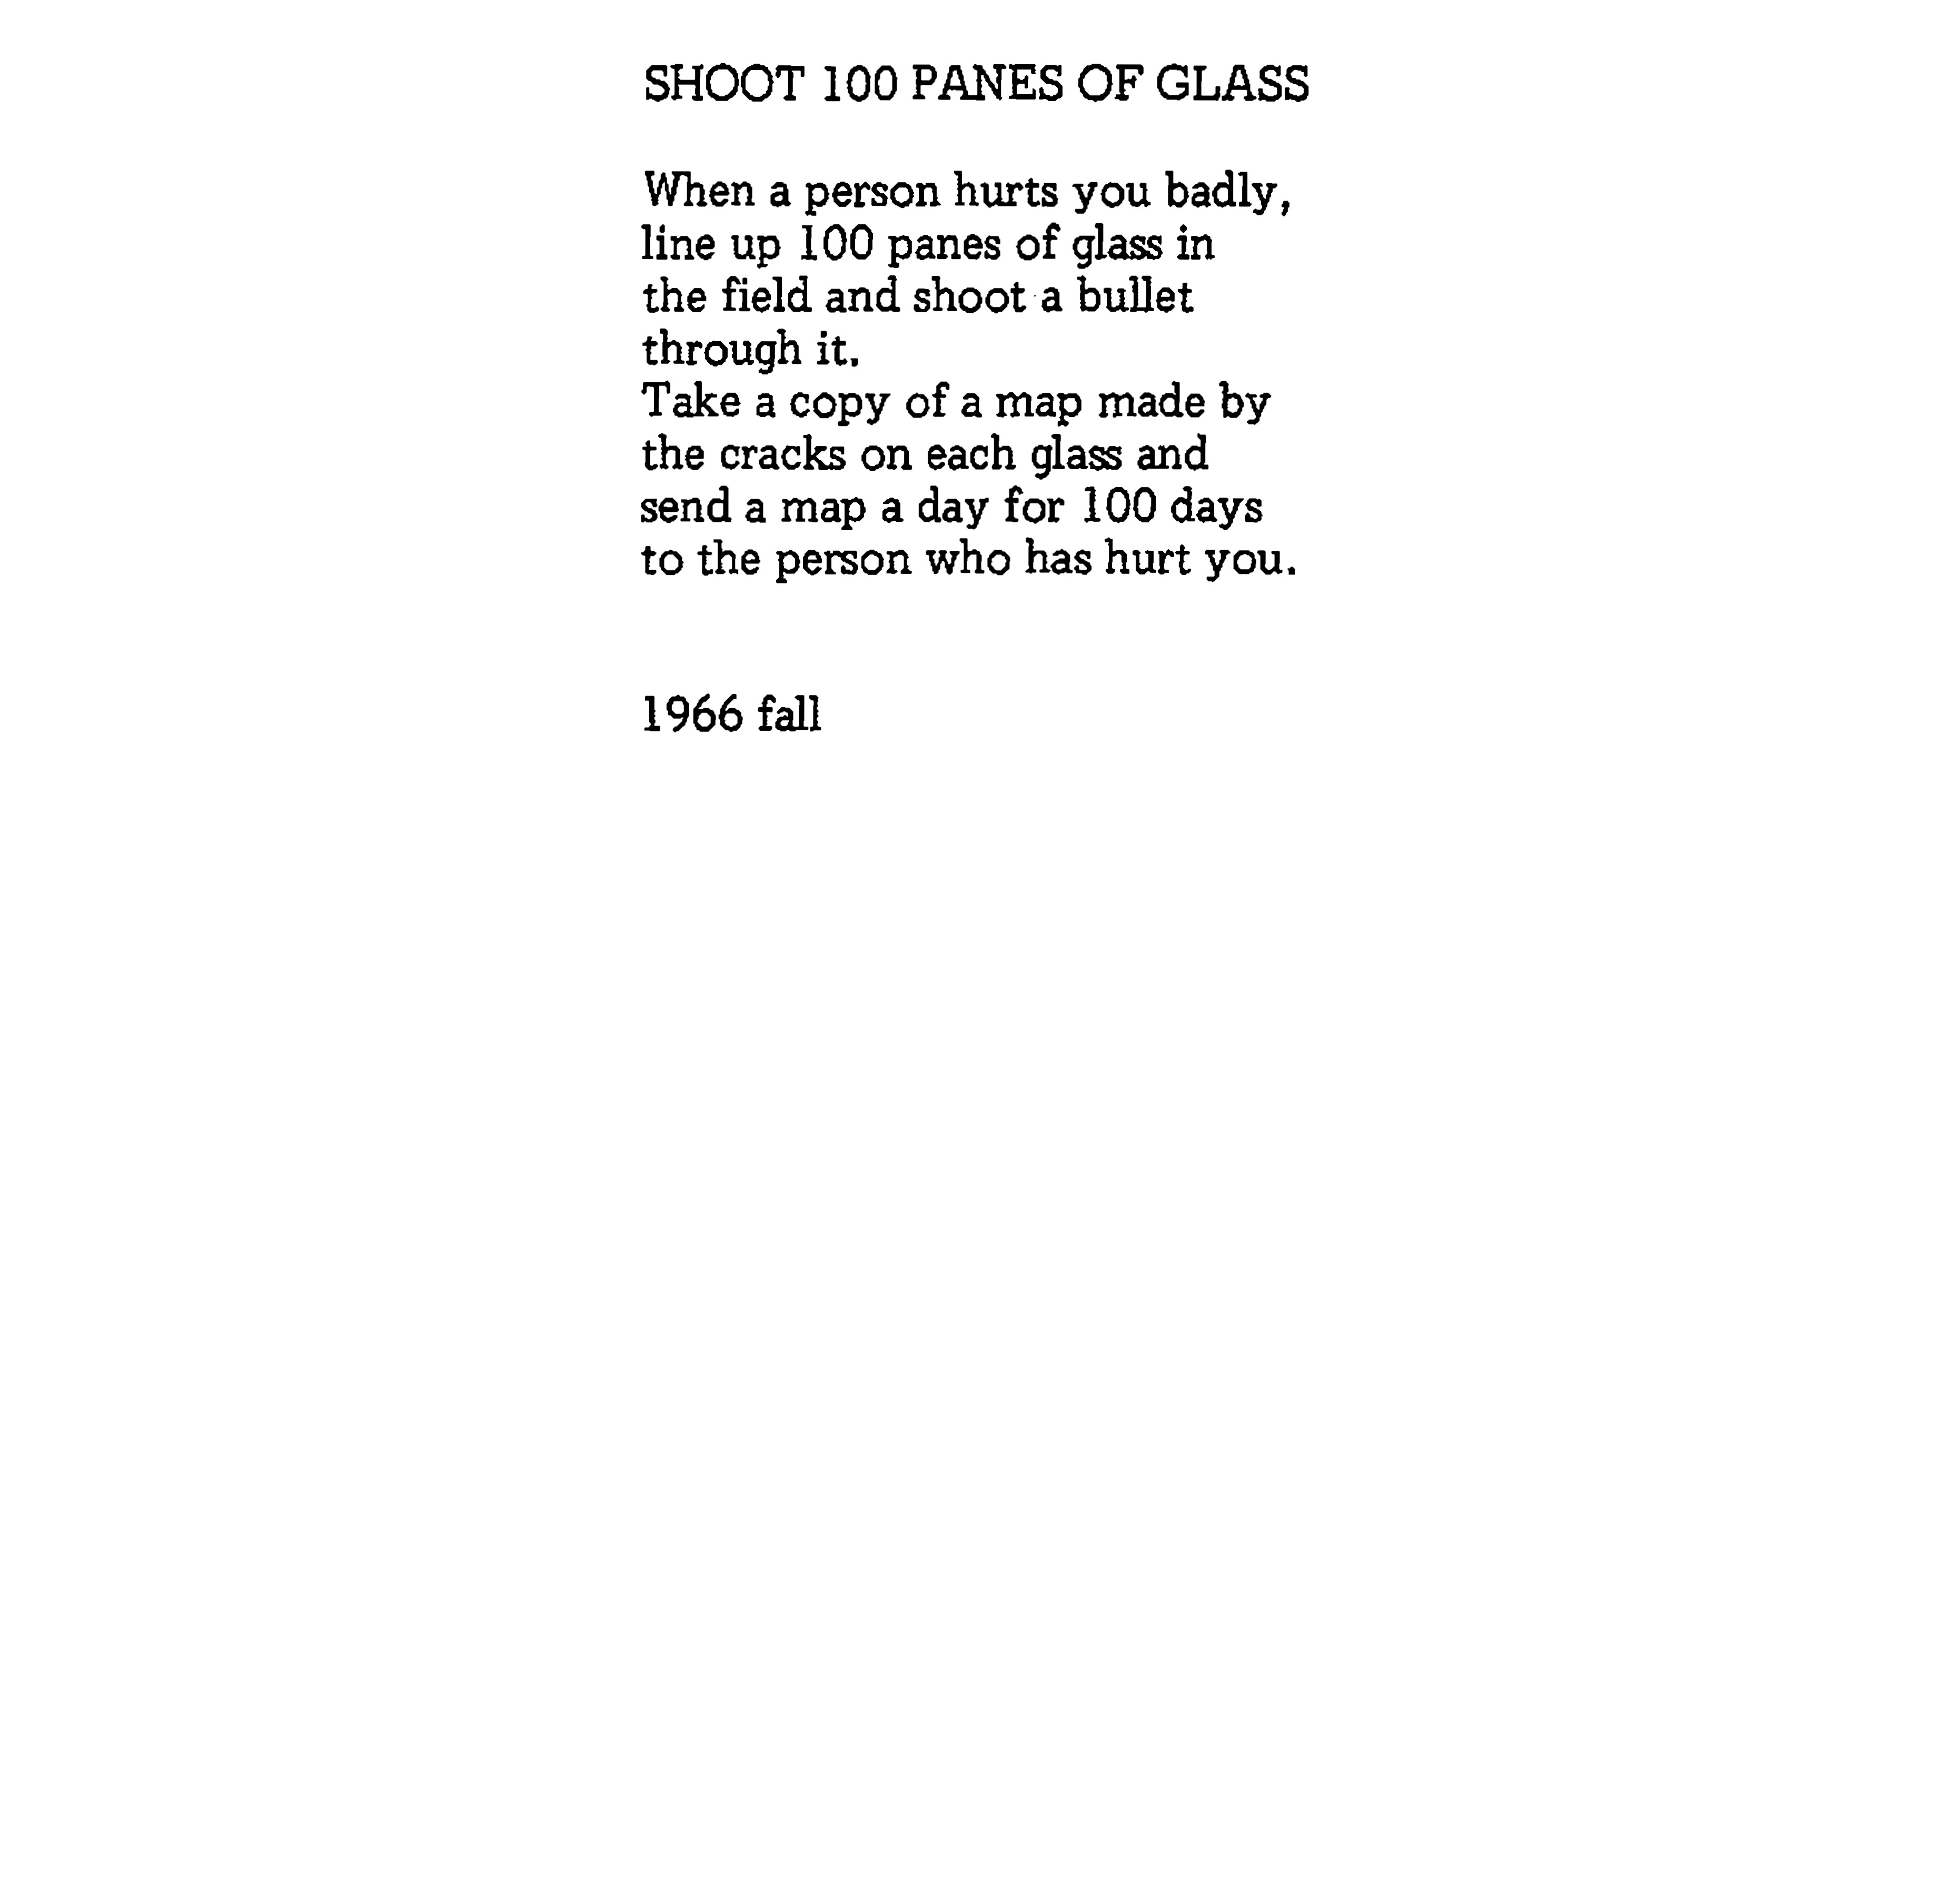 SHOOT 100 PANES OF GLASS
When a person hurts you badly,
line up 100 panes of glass in
the field and shoot a bullet
through it.
Take a copy of a map made by
the cracks on each glass and
send a map a day for 100 days
to the person who has hurt you.
1966 fall